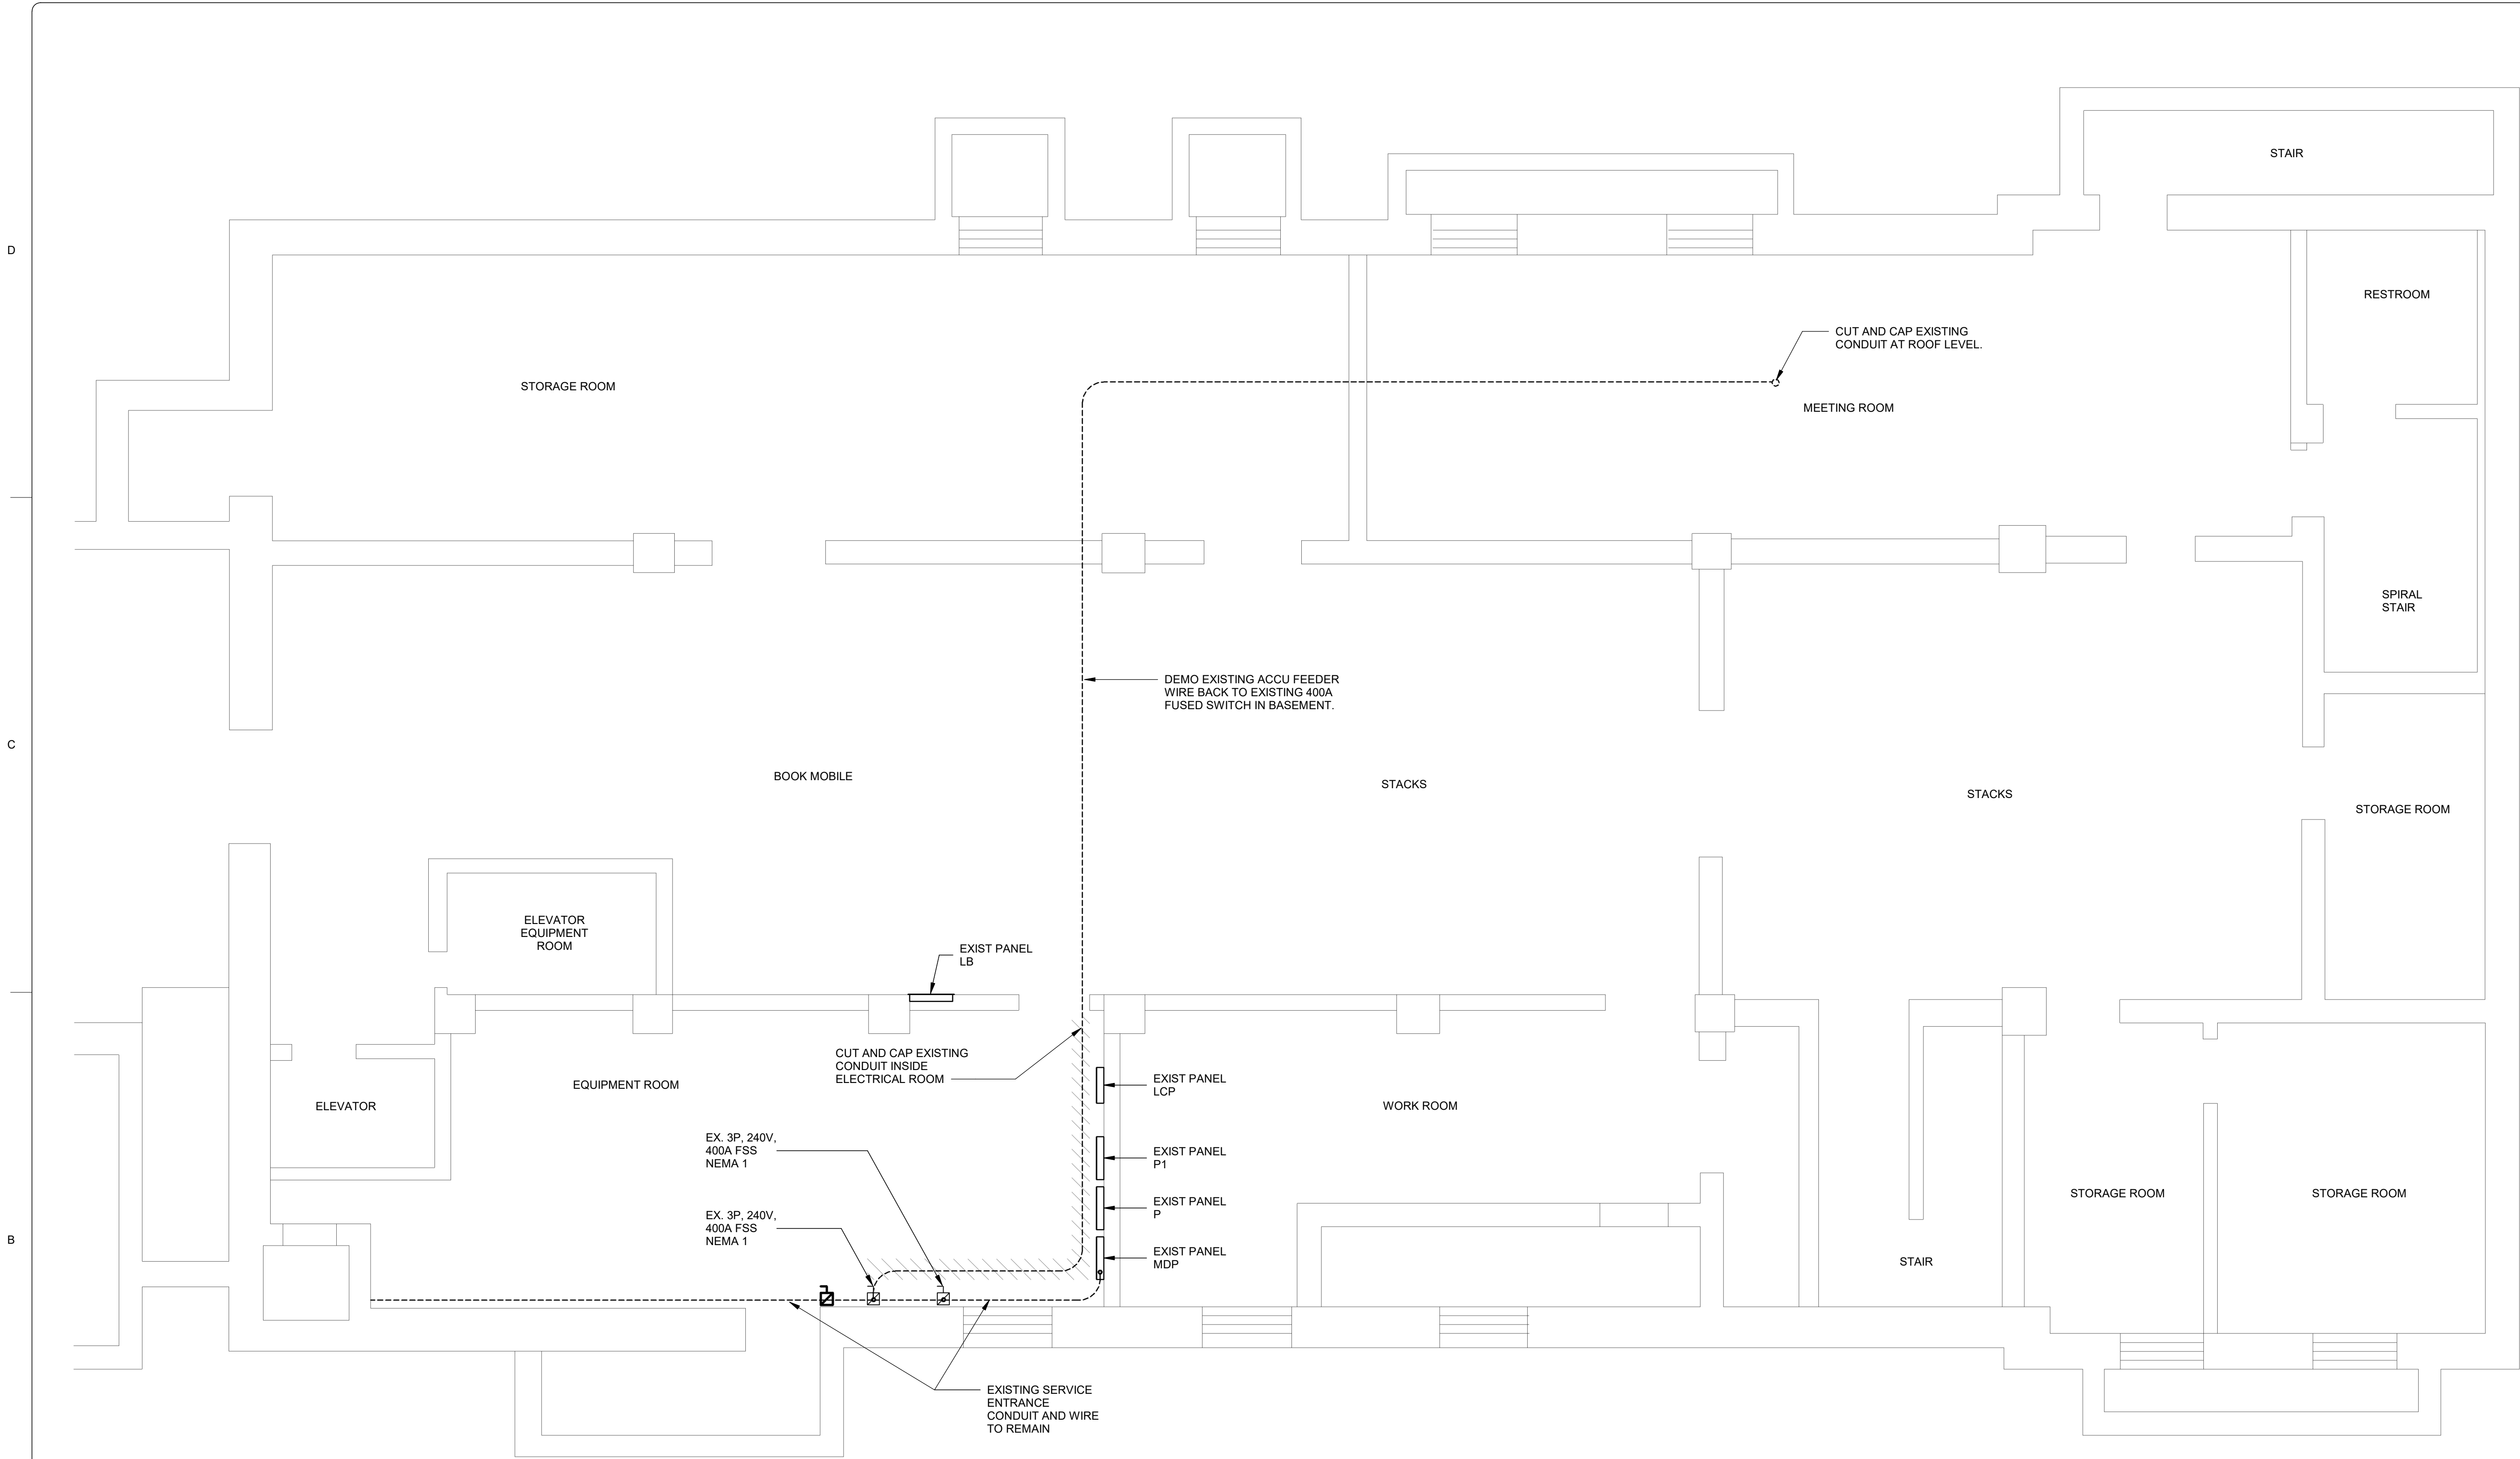 STAIR
D
RESTROOM
CUT AND CAP EXISTING
CONDUIT AT ROOF LEVEL.
STORAGE ROOM
MEETING ROOM
SPIRAL
STAIR
DEMO EXISTING ACCU FEEDER
WIRE BACK TO EXISTING 400A
FUSED SWITCH IN BASEMENT.
C
BOOK MOBILE
STACKS
STACKS
STORAGE ROOM
ELEVATOR
EQUIPMENT
ROOM
EXIST PANEL
LB
CUT AND CAP EXISTING
CONDUIT INSIDE
ELECTRICAL ROOM
EQUIPMENT ROOM
EXIST PANEL
LCP
ELEVATOR
WORK ROOM
EX. 3P, 240V,
400A FSS
NEMA 1
EXIST PANEL
P1
STORAGE ROOM
STORAGE ROOM
EXIST PANEL
P
EX. 3P, 240V,
400A FSS
NEMA 1
B
EXIST PANEL
MDP
STAIR
EXISTING SERVICE
ENTRANCE
CONDUIT AND WIRE
TO REMAIN